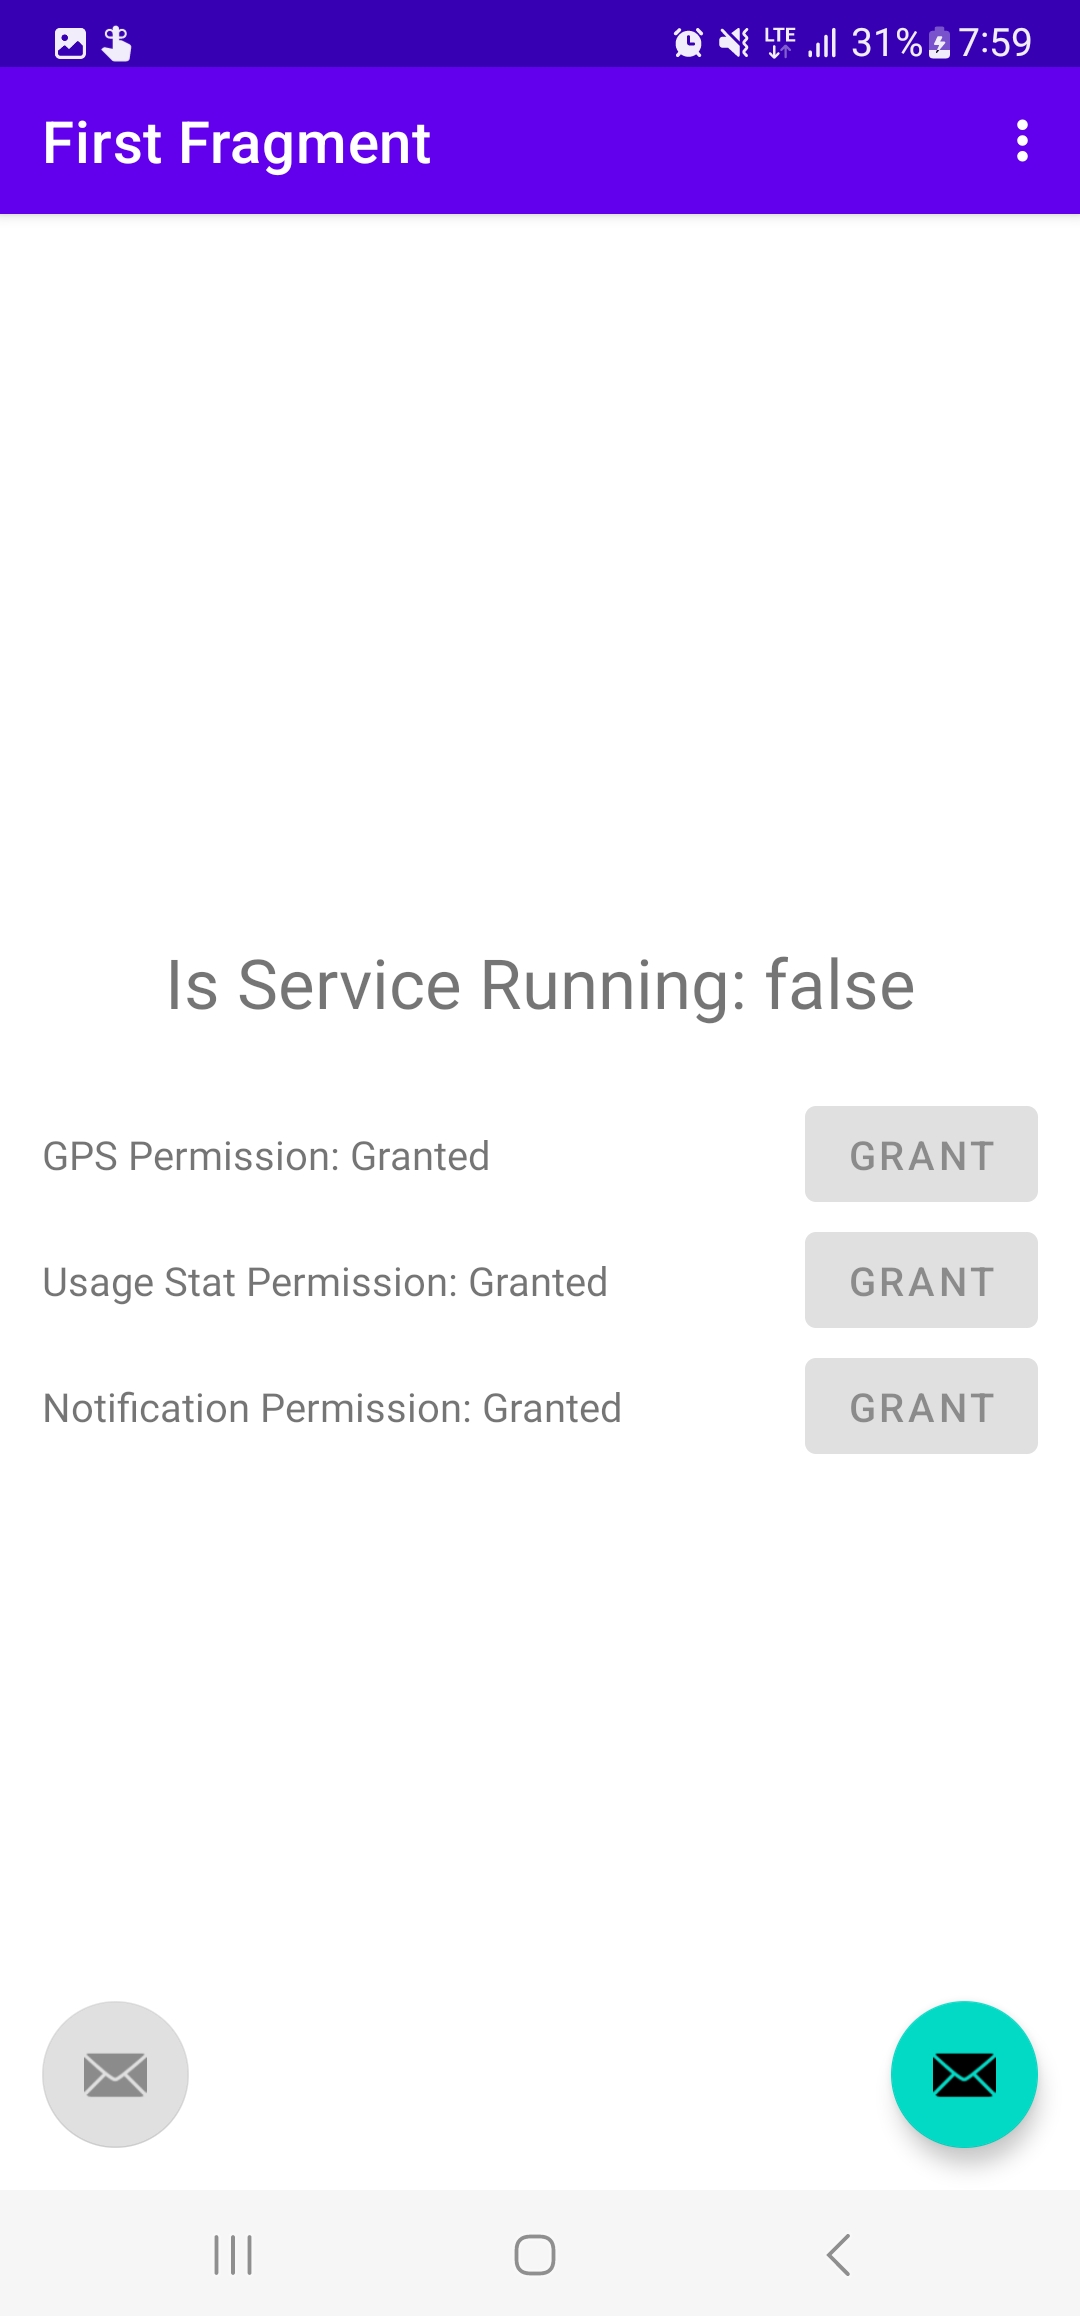 LTE 31% 7:59
First Fragment
Is Service Running: false
GPS Permission: Granted GRANT
Usage Stat Permission: Granted GRANT
Notification Permission: Granted GRANT